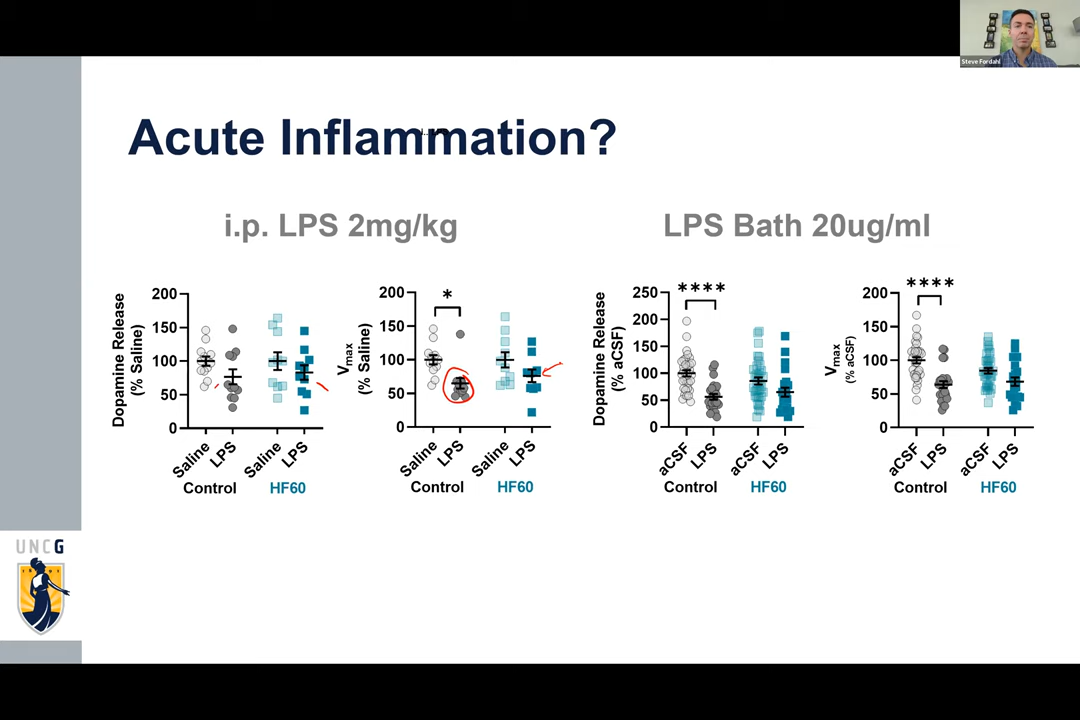 Steve Fordahl
Acute Inflammation?
i.p. LPS 2mg/kg
LPS Bath 20ug/ml
Dopamine Release
(% Saline)
200
150
100
50
0
Saline
LPS
Saline
LPS
Control
HF60
Vmax
(% Saline)
200
150
100
50
0
*
Saline
LPS
Saline
LPS
Control
HF60
Dopamine Release
(% aCSF)
250
200
150
100
50
0
****
aCSF
LPS
aCSF
LPS
Control
HF60
Vmax
(% aCSF)
200
150
100
50
0
****
aCSF
LPS
aCSF
LPS
Control
HF60
UNCG